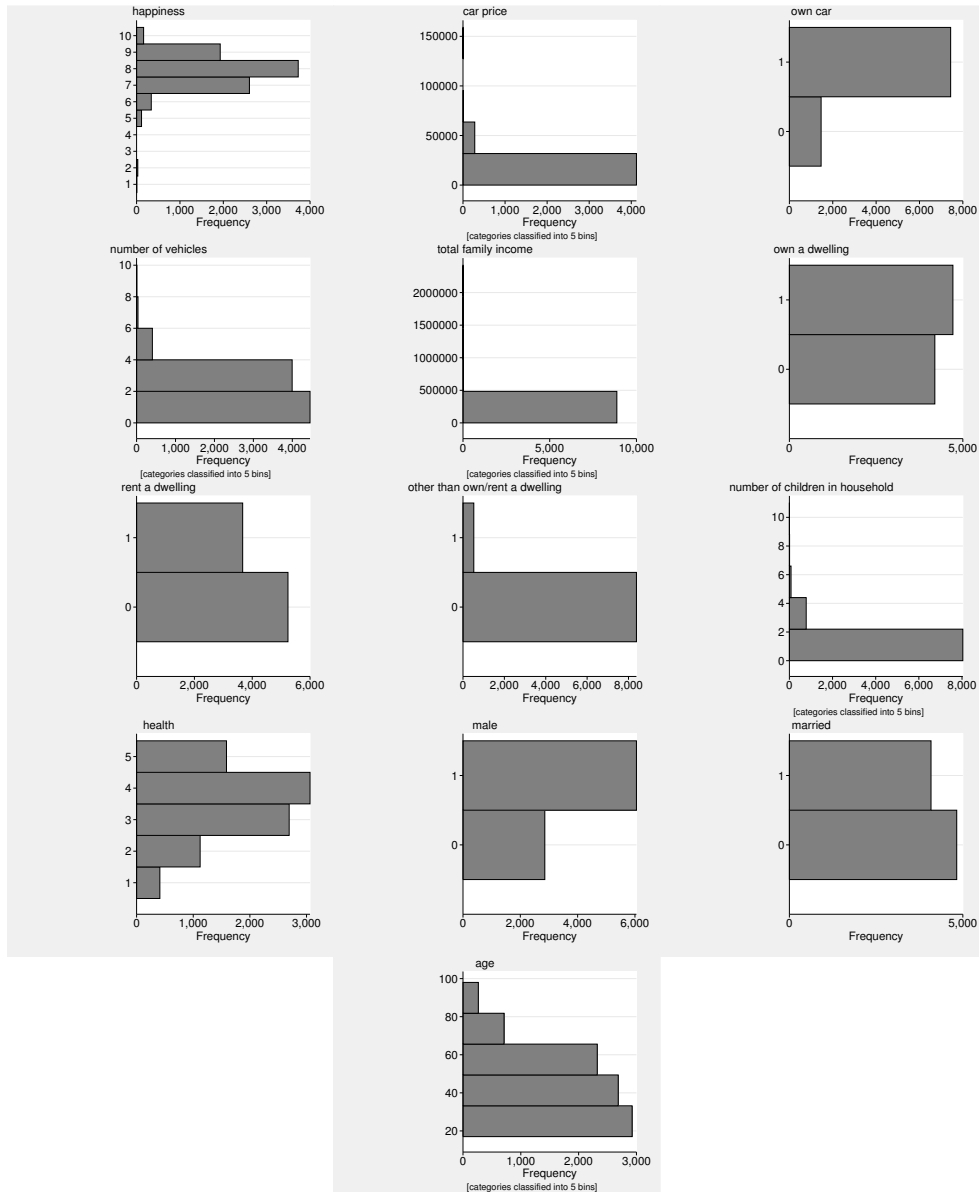 happiness
10
9
8
7
6
5
4
3
2
1
0 1,000 2,000 3,000 4,000
Frequency
car price
150000
100000
50000
0
0 1,000 2,000 3,000 4,000
Frequency
[categories classified into 5 bins]
own car
1
0
0 2,000 4,000 6,000 8,000
Frequency
number of vehicles
10
8
6
4
2
0
0 1,000 2,000 3,000 4,000
Frequency
[categories classified into 5 bins]
total family income
2000000
1500000
1000000
500000
0
0 5,000 10,000
Frequency
[categories classified into 5 bins]
own a dwelling
1
0
0 5,000
Frequency
rent a dwelling
1
0
0 2,000 4,000 6,000
Frequency
other than own/rent a dwelling
1
0
0 2,000 4,000 6,000 8,000
Frequency
number of children in household
10
8
6
4
2
0
0 2,000 4,000 6,000 8,000
Frequency
[categories classified into 5 bins]
health
5
4
3
2
1
0 1,000 2,000 3,000
Frequency
male
1
0
0 2,000 4,000 6,000
Frequency
married
1
0
0 5,000
Frequency
age
100
80
60
40
20
0 1,000 2,000 3,000
Frequency
[categories classified into 5 bins]